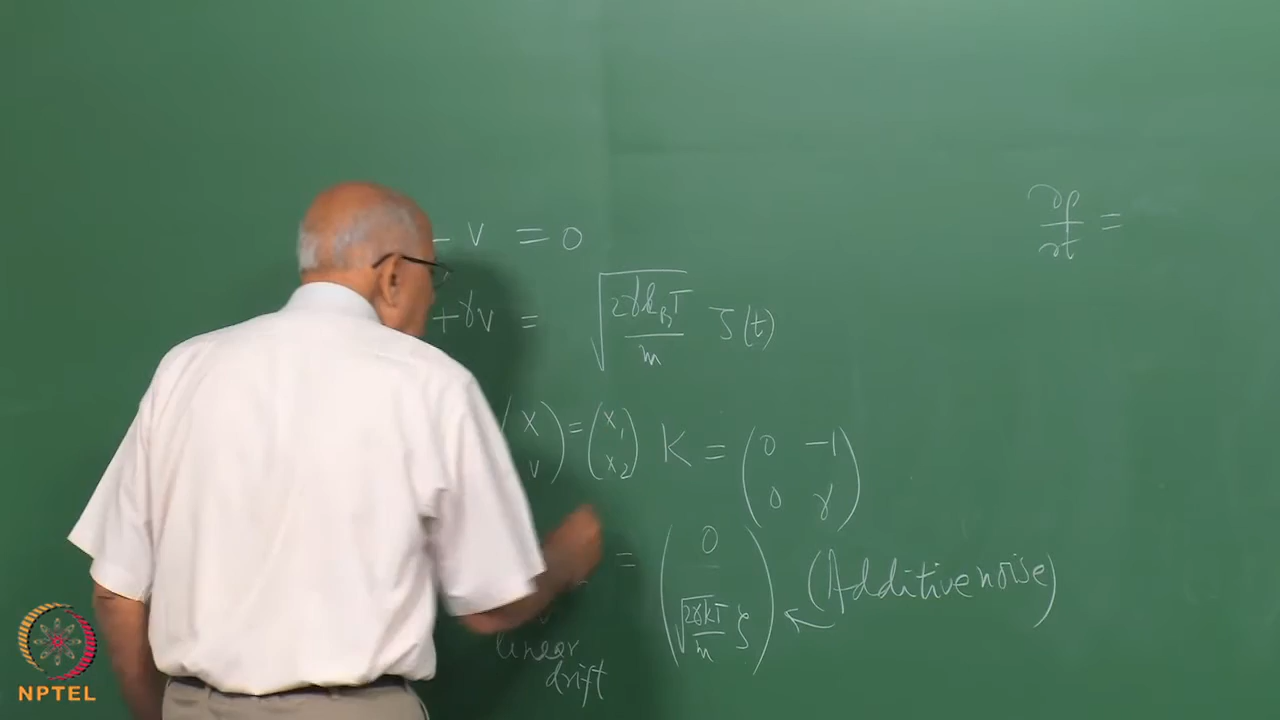 - v = 0
+ γv = √(2γk_BT/m) ζ(t)
∂ρ/∂t =
(x v) = (x₁ x₂) K = (0 -1 0 γ)
= (0 √(2γkT/m) ζ) (Additive noise)
linear
drift
NPTEL